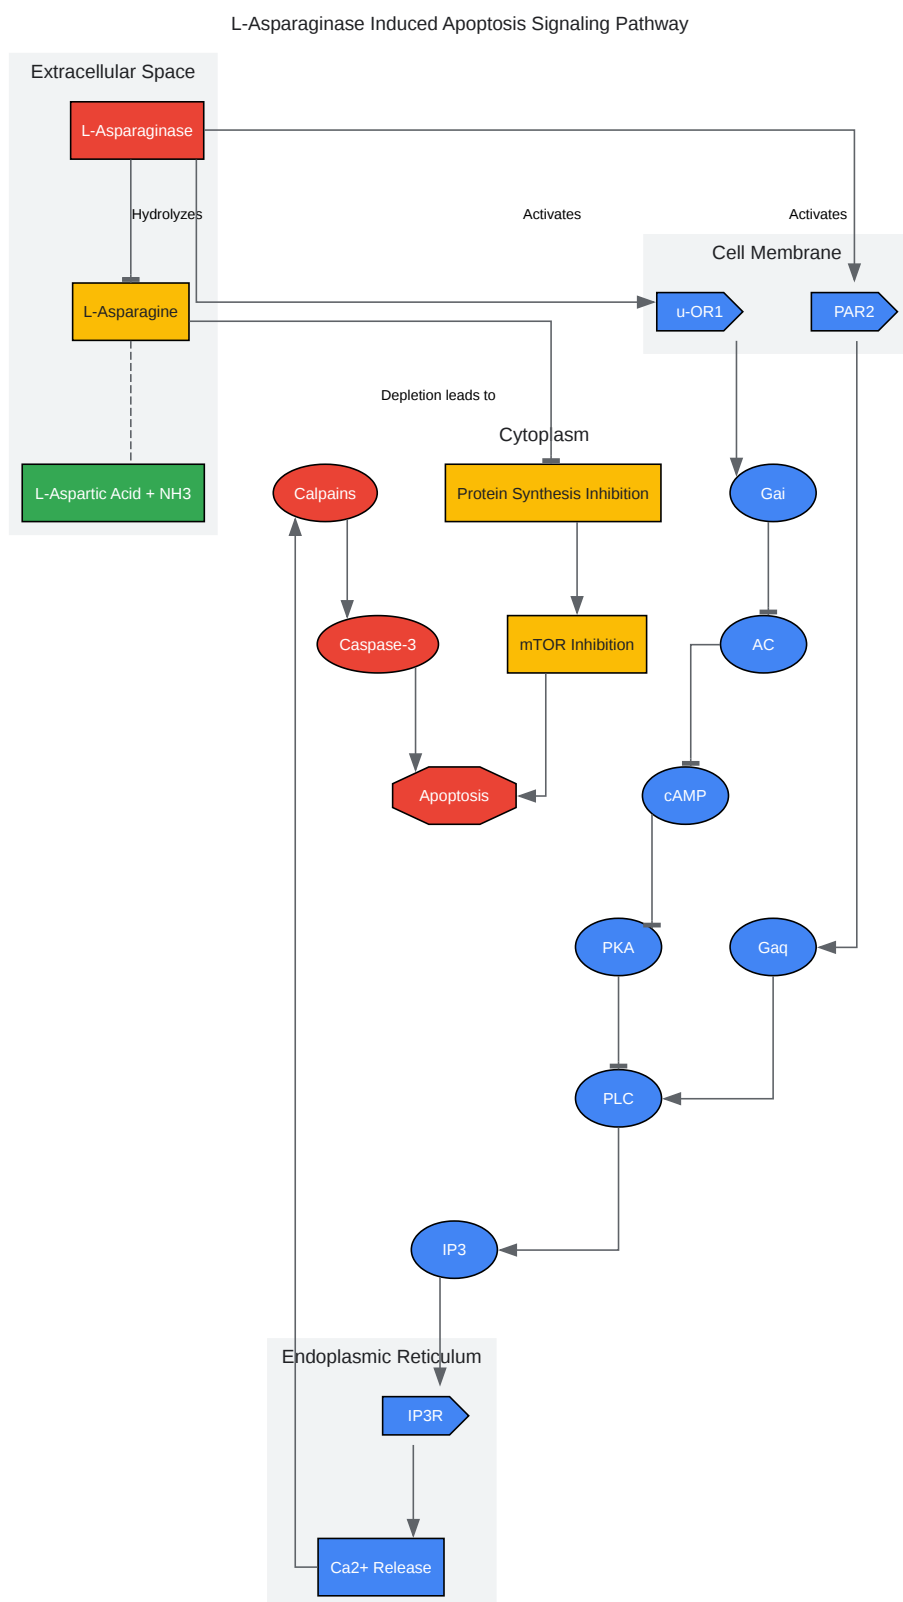 L-Asparaginase Induced Apoptosis Signaling Pathway
Extracellular Space
L-Asparaginase
Hydrolyzes
Activates
Activates
Cell Membrane
L-Asparagine
u-OR1
PAR2
Depletion leads to
Cytoplasm
L-Aspartic Acid + NH3
Calpains
Protein Synthesis Inhibition
Gai
Caspase-3
mTOR Inhibition
AC
Apoptosis
cAMP
PKA
Gaq
PLC
IP3
Endoplasmic Reticulum
IP3R
Ca2+ Release